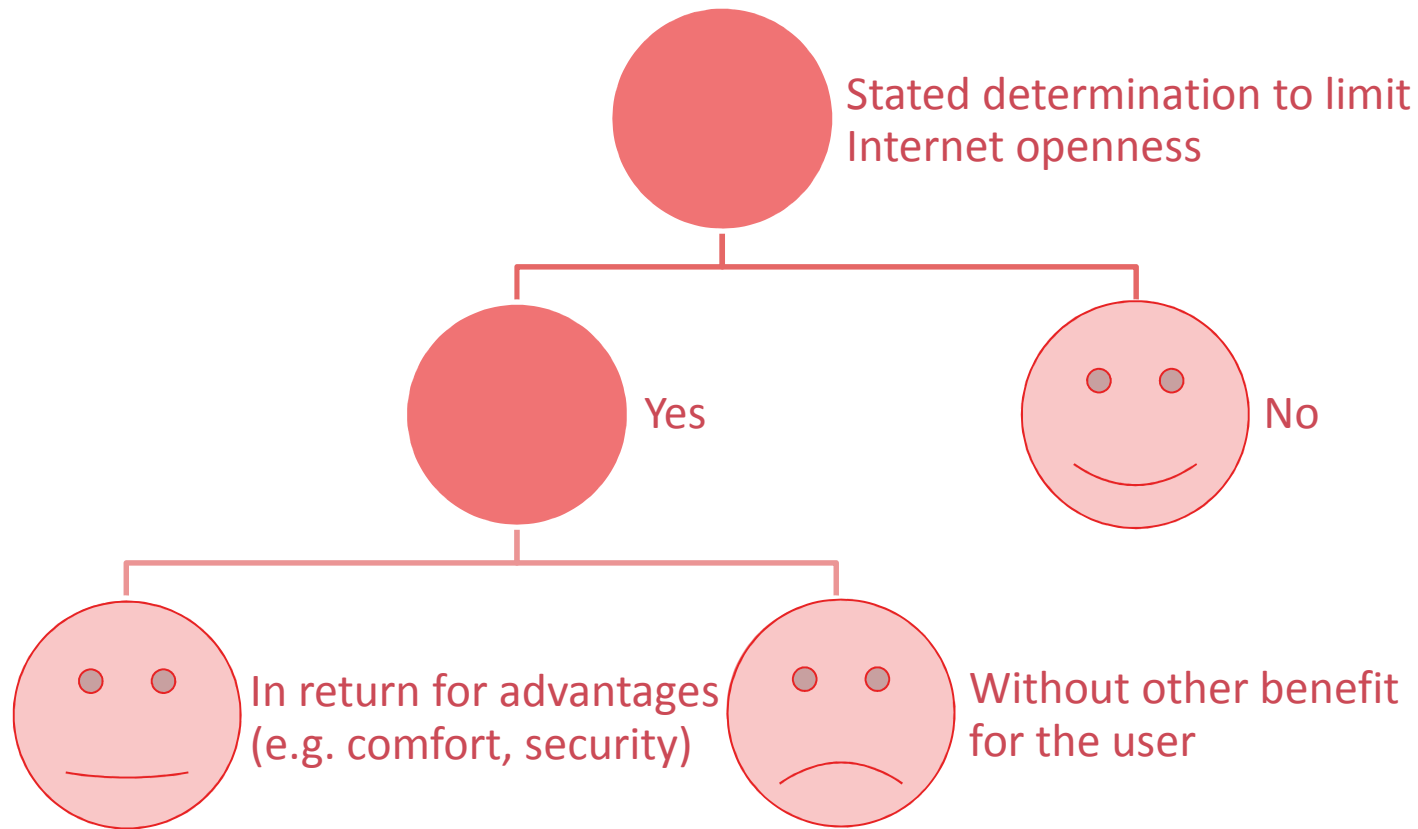 Stated determination to limit
Internet openness
Yes
No
In return for advantages
(e.g. comfort, security)
Without other benefit
for the user